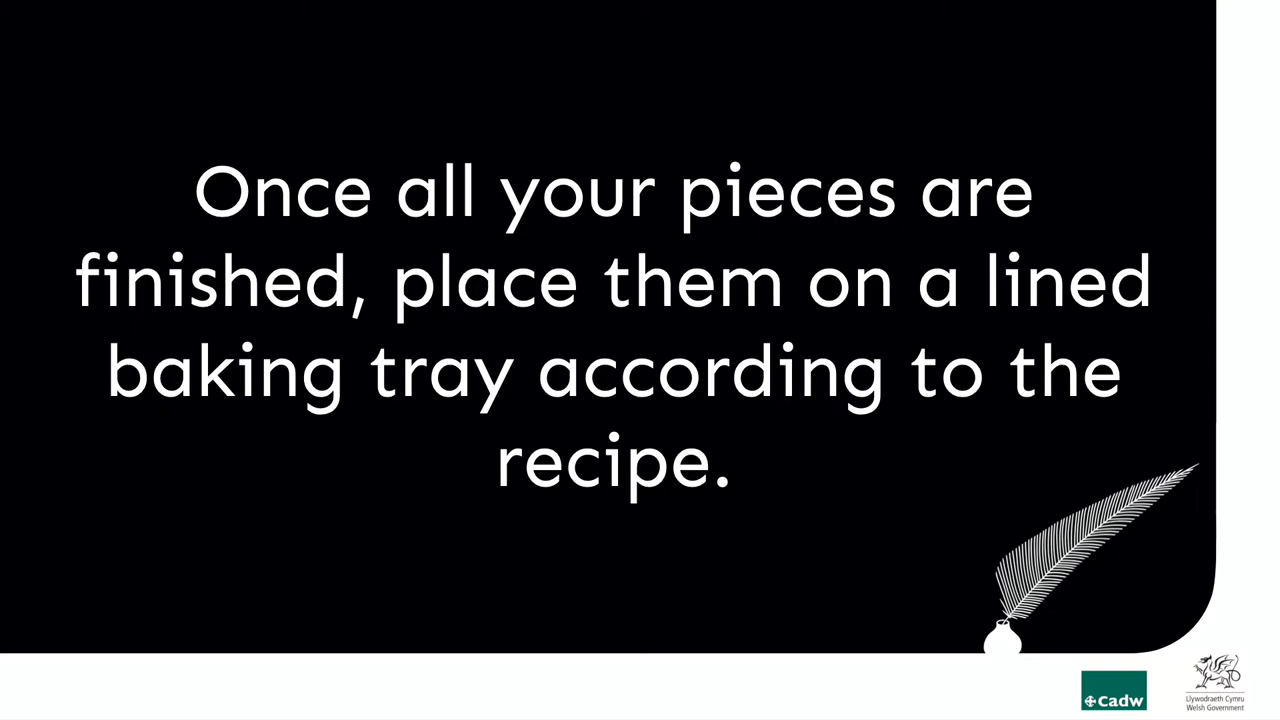 Once all your pieces are
finished, place them on a lined
baking tray according to the
recipe.
Cadw
Llywodraeth Cymru
Welsh Government